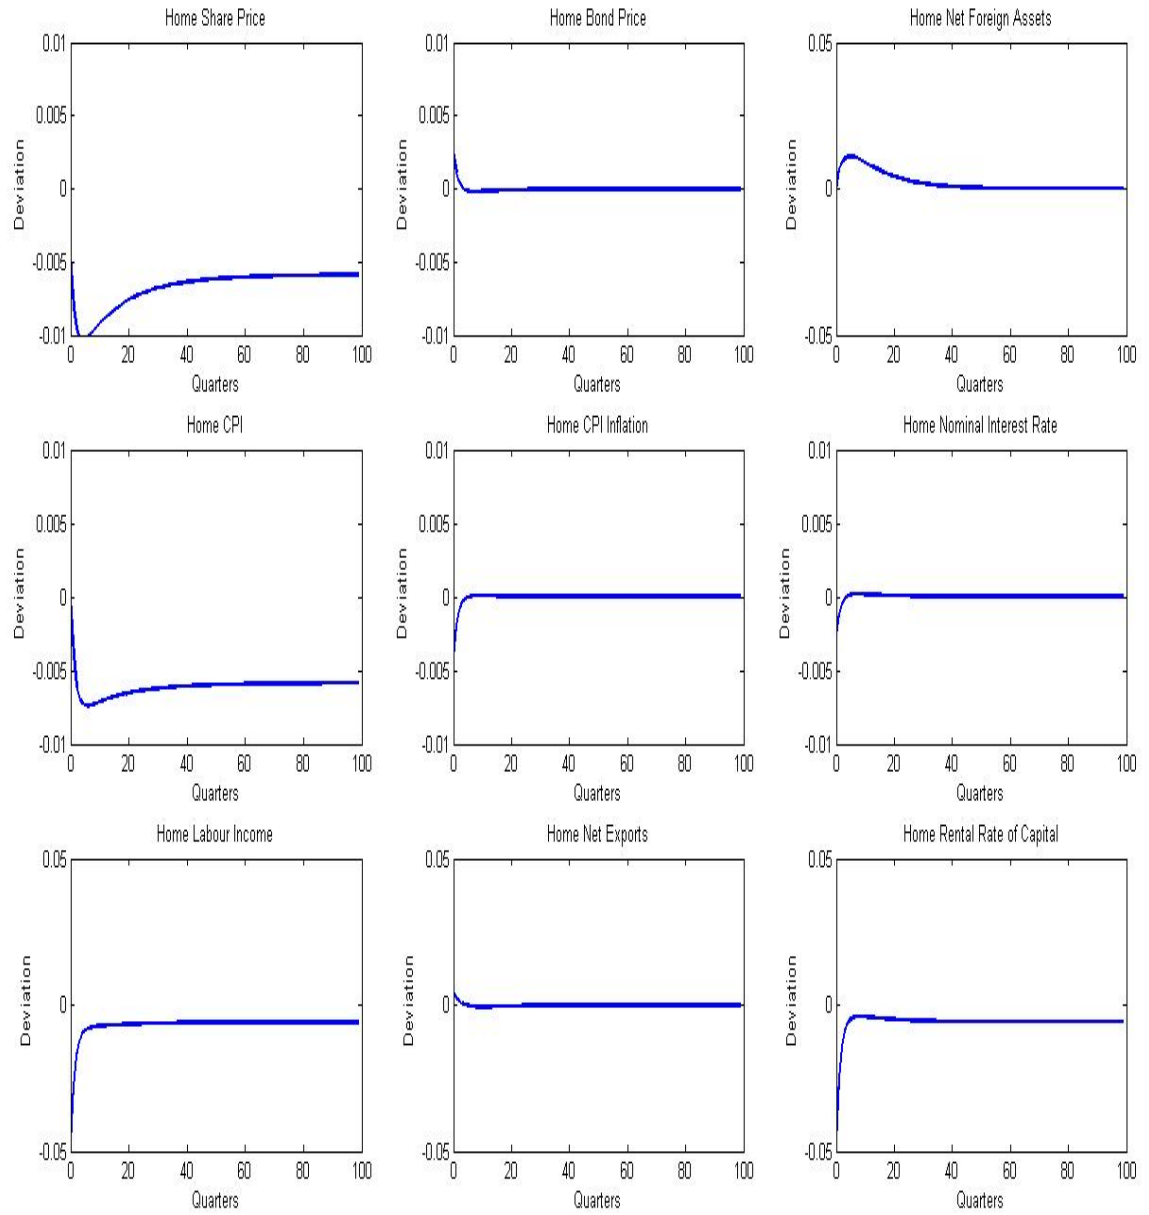 Home Share Price
0.01
0.005
0
-0.005
-0.01
Deviation
0 20 40 60 80 100
Quarters
Home Bond Price
0.01
0.005
0
-0.005
-0.01
Deviation
0 20 40 60 80 100
Quarters
Home Net Foreign Assets
0.05
0
-0.05
Deviation
0 20 40 60 80 100
Quarters
Home CPI
0.01
0.005
0
-0.005
-0.01
Deviation
0 20 40 60 80 100
Quarters
Home CPI Inflation
0.01
0.005
0
-0.005
-0.01
Deviation
0 20 40 60 80 100
Quarters
Home Nominal Interest Rate
0.01
0.005
0
-0.005
-0.01
Deviation
0 20 40 60 80 100
Quarters
Home Labour Income
0.05
0
-0.05
Deviation
0 20 40 60 80 100
Quarters
Home Net Exports
0.05
0
-0.05
Deviation
0 20 40 60 80 100
Quarters
Home Rental Rate of Capital
0.05
0
-0.05
Deviation
0 20 40 60 80 100
Quarters